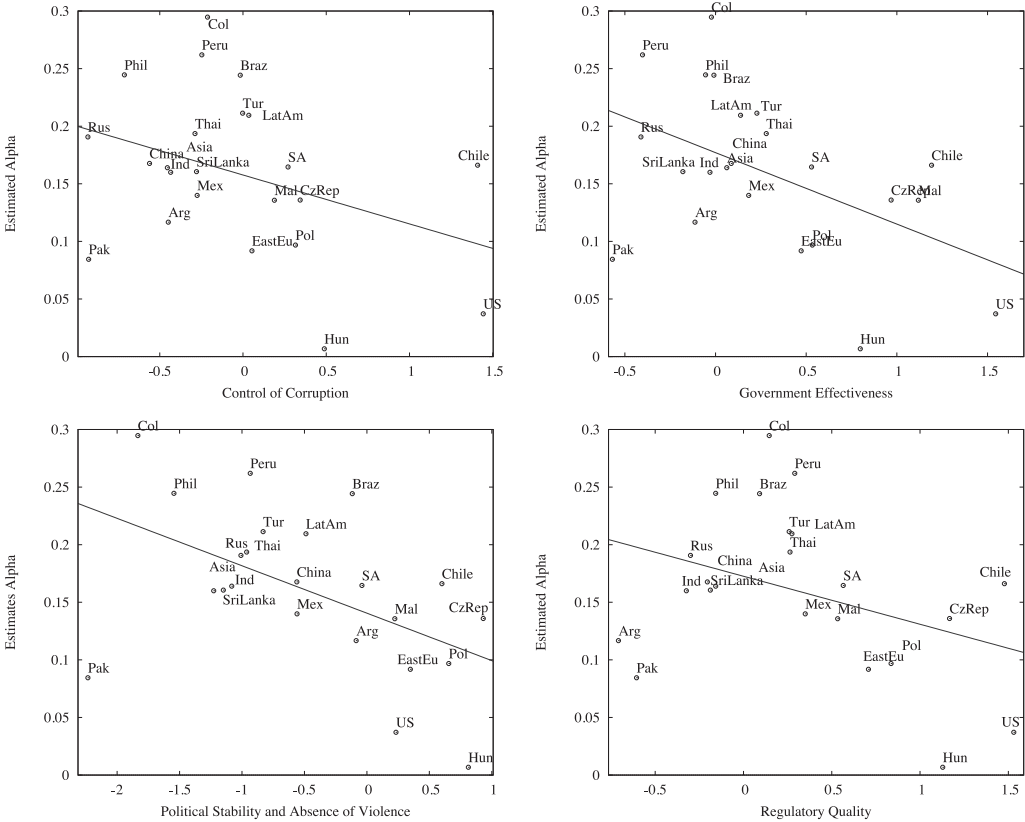 0.3
0.25
0.2
0.15
0.1
0.05
0
Estimated Alpha
Col
Peru
Phil
Braz
Tur
LatAm
Rus
Thai
Asia
China
Ind
SriLanka
SA
Chile
Mex
Mal
CzRep
Arg
EastEu
Pol
Pak
US
Hun
-0.5
0
0.5
1
1.5
Control of Corruption
0.3
0.25
0.2
0.15
0.1
0.05
0
Estimated Alpha
Col
Peru
Phil
Braz
LatAm
Tur
Rus
Thai
China
SriLanka
Ind
Asia
SA
Chile
Mex
CzRep
Mal
Arg
Pol
EastEu
Pak
US
Hun
-0.5
0
0.5
1
1.5
Government Effectiveness
0.3
0.25
0.2
0.15
0.1
0.05
0
Estimates Alpha
Col
Peru
Phil
Braz
Tur
LatAm
Rus
Thai
Asia
Ind
China
SA
Chile
SriLanka
Mex
Mal
CzRep
Arg
EastEu
Pol
Pak
US
Hun
-2
-1.5
-1
-0.5
0
0.5
1
Political Stability and Absence of Violence
0.3
0.25
0.2
0.15
0.1
0.05
0
Estimated Alpha
Col
Peru
Phil
Braz
Tur
LatAm
Rus
Thai
China
Asia
Ind
SriLanka
SA
Chile
Mex
Mal
CzRep
Arg
Pol
EastEu
Pak
US
Hun
-0.5
0
0.5
1
1.5
Regulatory Quality